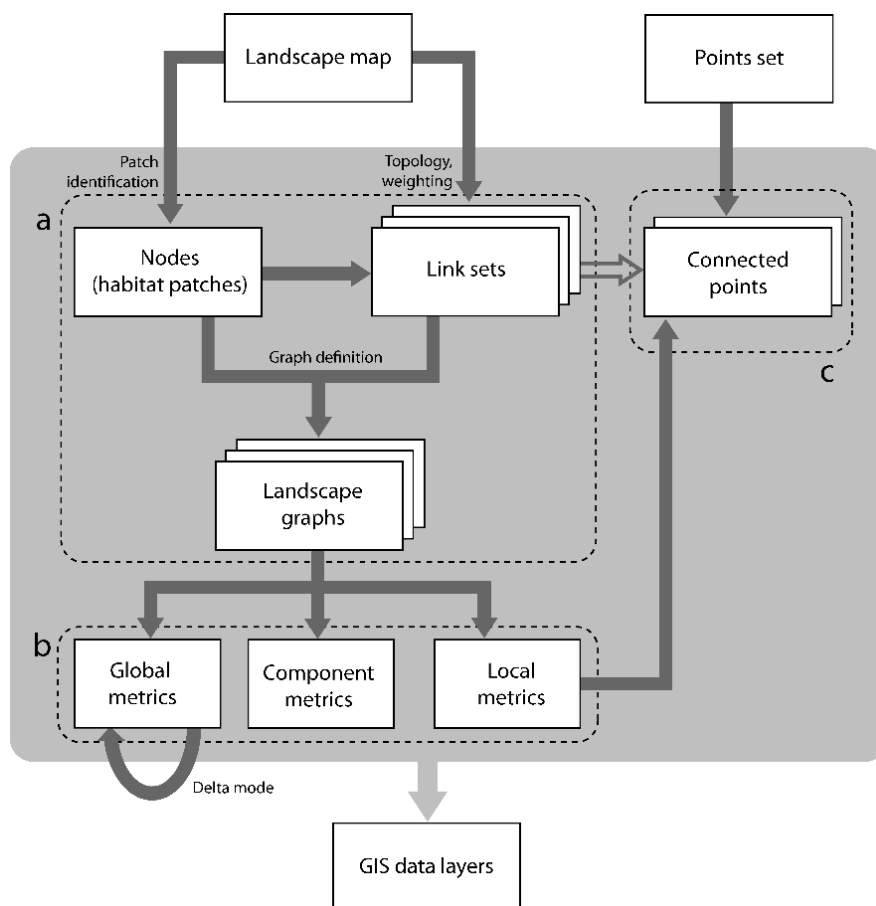 Landscape map
Points set
Patch
identification
Topology,
weighting
a
Nodes
(habitat patches)
Link sets
Connected
points
c
Graph definition
Landscape
graphs
b
Global
metrics
Component
metrics
Local
metrics
Delta mode
GIS data layers